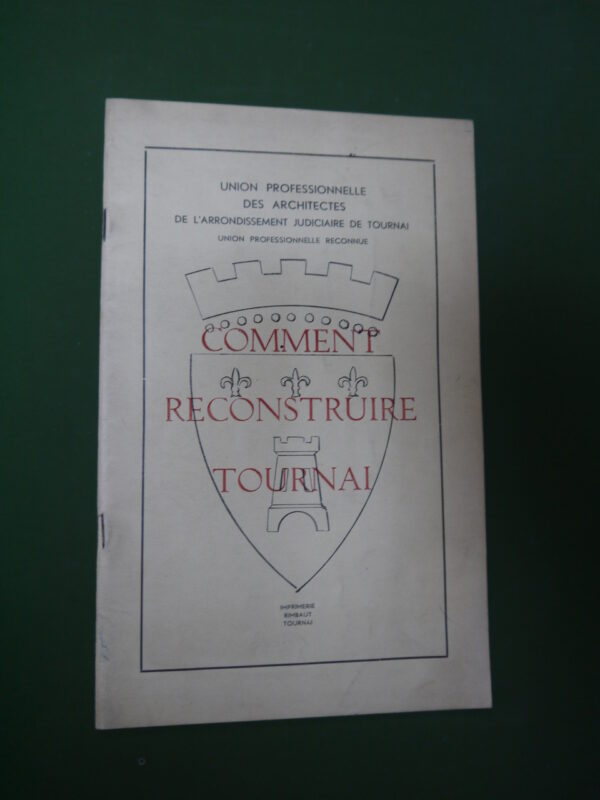 UNION PROFESSIONNELLE
DES ARCHITECTES
DE L'ARRONDISSEMENT JUDICIAIRE DE TOURNAI
UNION PROFESSIONNELLE RECONNUE
COMMENT
RECONSTRUIRE
TOURNAI
IMPRIMERIE
RIMBAUT
TOURNAI